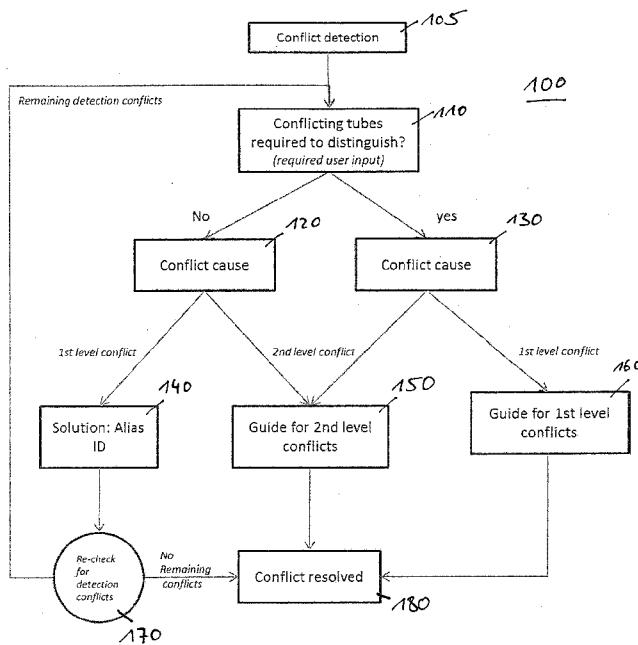 Conflict detection
105
100
Remaining detection conflicts
110
Conflicting tubes
required to distinguish?
(required user input)
No
yes
120
130
Conflict cause
Conflict cause
1st level conflict
2nd level conflict
1st level conflict
140
150
160
Solution: Alias
ID
Guide for 2nd level
conflicts
Guide for 1st level
conflicts
Re-check
for
detection
conflicts
No
Remaining
conflicts
Conflict resolved
170
180